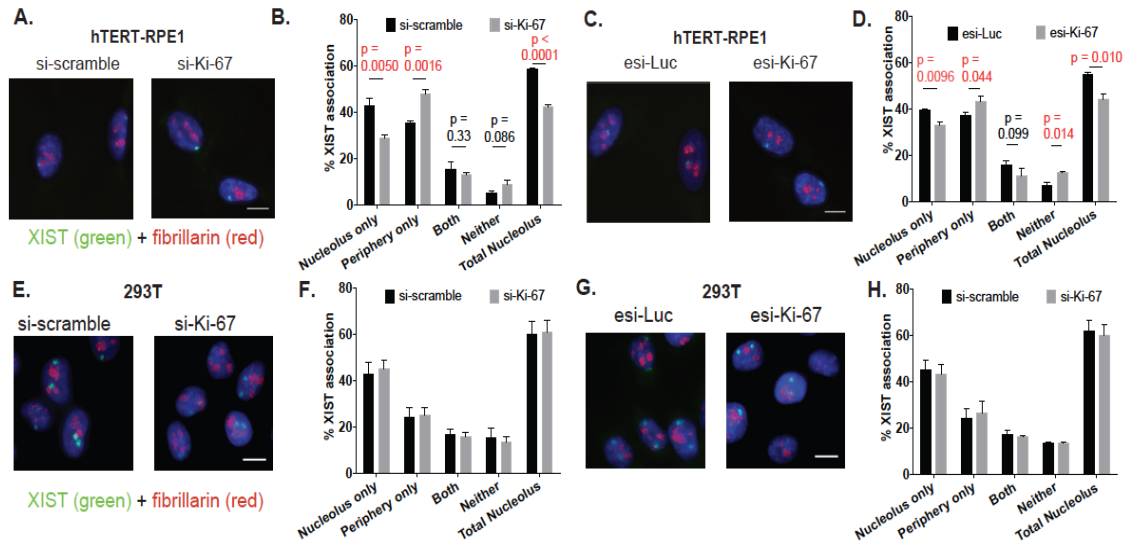 A.
hTERT-RPE1
si-scramble si-Ki-67
XIST (green) + fibrillarin (red)
B.
si-scramble si-Ki-67
% XIST association
80
60
40
20
0
p = 0.0050
p = 0.0016
p = 0.33
p = 0.086
p < 0.0001
Nucleolus only
Periphery only
Both
Neither
Total Nucleolus
C.
hTERT-RPE1
esi-Luc esi-Ki-67
D.
esi-Luc esi-Ki-67
% XIST association
80
60
40
20
0
p = 0.0096
p = 0.044
p = 0.099
p = 0.014
p = 0.010
Nucleolus only
Periphery only
Both
Neither
Total Nucleolus
E.
293T
si-scramble si-Ki-67
XIST (green) + fibrillarin (red)
F.
si-scramble si-Ki-67
% XIST association
80
60
40
20
0
Nucleolus only
Periphery only
Both
Neither
Total Nucleolus
G.
293T
esi-Luc esi-Ki-67
H.
si-scramble si-Ki-67
% XIST association
80
60
40
20
0
Nucleolus only
Periphery only
Both
Neither
Total Nucleolus